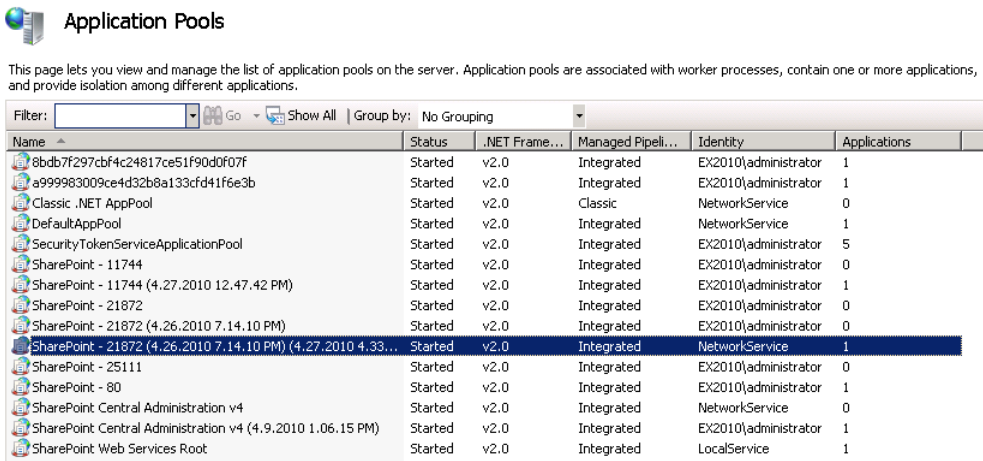 Application Pools
This page lets you view and manage the list of application pools on the server. Application pools are associated with worker processes, contain one or more applications,
and provide isolation among different applications.
Filter: Go Show All Group by: No Grouping
Name Status .NET Frame... Managed Pipeli... Identity Applications
8bdb7f297cbf4c24817ce51f90d0f07f Started v2.0 Integrated EX2010\administrator 1
a999983009ce4d32b8a133cfd41f6e3b Started v2.0 Integrated EX2010\administrator 1
Classic .NET AppPool Started v2.0 Classic NetworkService 0
DefaultAppPool Started v2.0 Integrated NetworkService 1
SecurityTokenServiceApplicationPool Started v2.0 Integrated EX2010\administrator 5
SharePoint - 11744 Started v2.0 Integrated EX2010\administrator 0
SharePoint - 11744 (4.27.2010 12.47.42 PM) Started v2.0 Integrated EX2010\administrator 1
SharePoint - 21872 Started v2.0 Integrated EX2010\administrator 0
SharePoint - 21872 (4.26.2010 7.14.10 PM) Started v2.0 Integrated EX2010\administrator 0
SharePoint - 21872 (4.26.2010 7.14.10 PM) (4.27.2010 4.33... Started v2.0 Integrated NetworkService 1
SharePoint - 25111 Started v2.0 Integrated EX2010\administrator 0
SharePoint - 80 Started v2.0 Integrated EX2010\administrator 1
SharePoint Central Administration v4 Started v2.0 Integrated NetworkService 0
SharePoint Central Administration v4 (4.9.2010 1.06.15 PM) Started v2.0 Integrated EX2010\administrator 1
SharePoint Web Services Root Started v2.0 Integrated LocalService 1